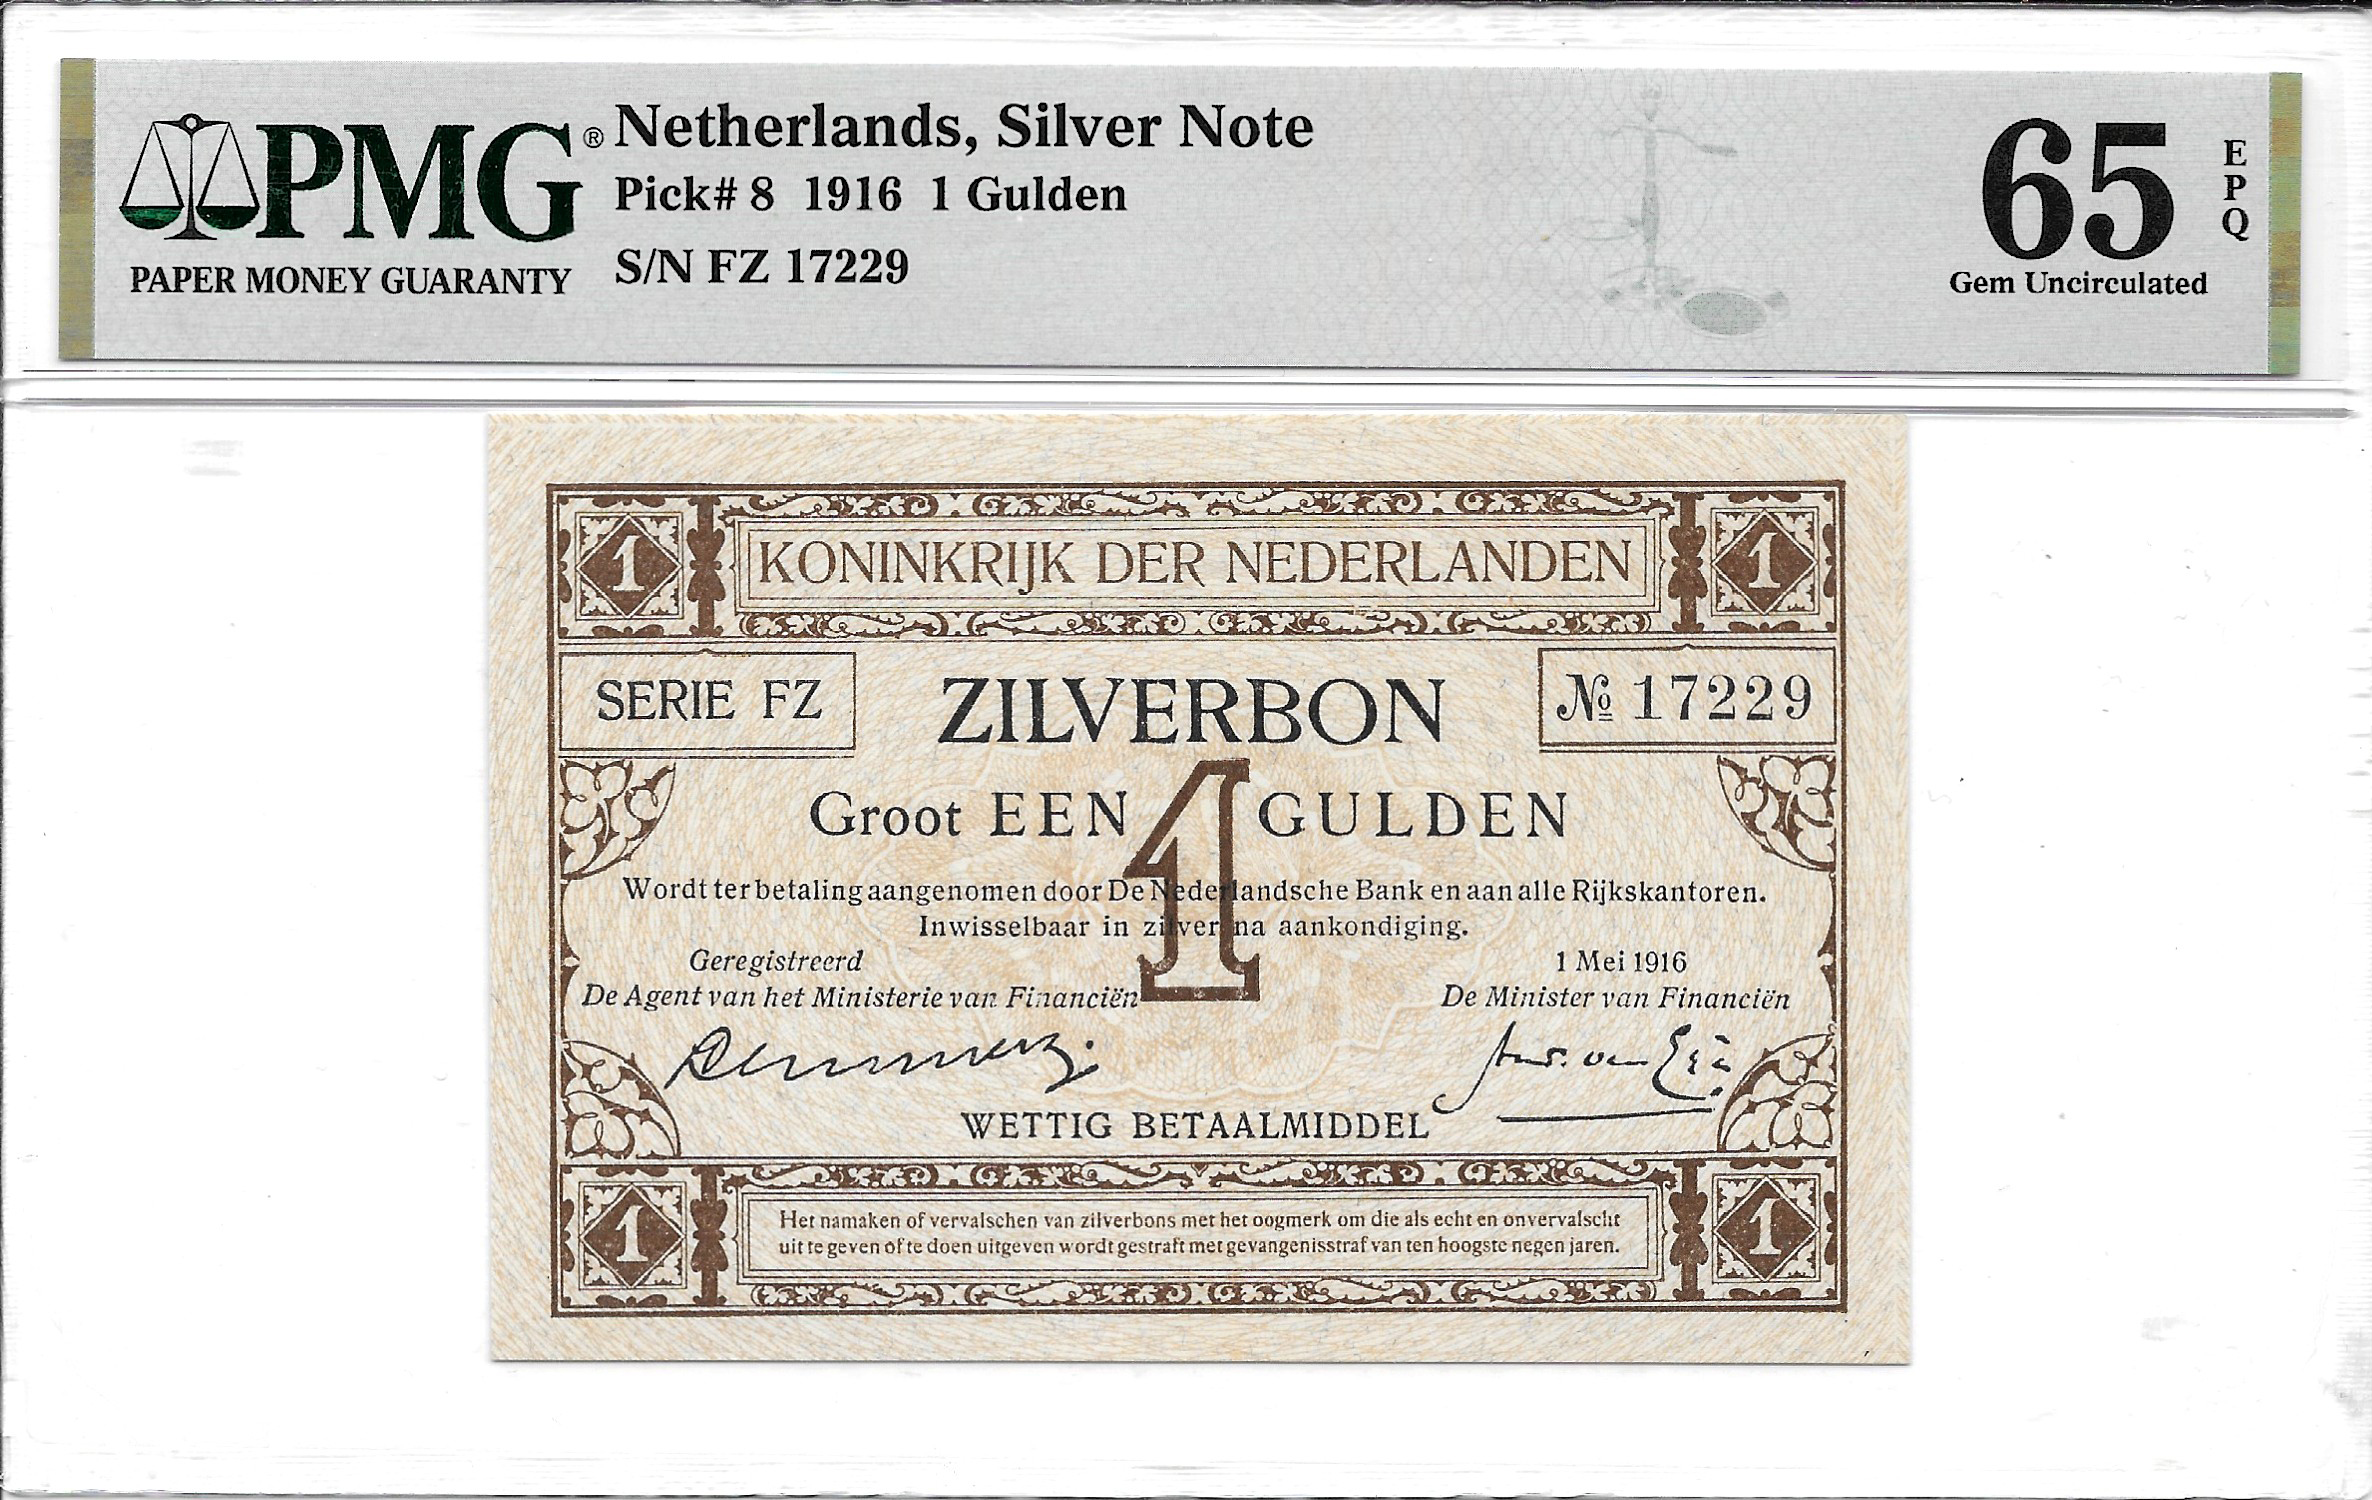 PMG®
PAPER MONEY GUARANTY
Netherlands, Silver Note
Pick# 8 1916 1 Gulden
S/N FZ 17229
65
EPQ
Gem Uncirculated
1 KONINKRIJK DER NEDERLANDEN 1
SERIE FZ ZILVERBON № 17229
Groot EEN 1 GULDEN
Wordt ter betaling aangenomen door De Nederlandsche Bank en aan alle Rijkskantoren.
Inwisselbaar in zilver na aankondiging.
Geregistreerd 1 Mei 1916
De Agent van het Ministerie van Financiën De Minister van Financiën
WETTIG BETAALMIDDEL
1 Het namaken of vervalschen van zilverbons met het oogmerk om die als echt en onvervalscht 1
uit te geven of te doen uitgeven wordt gestraft met gevangenisstraf van ten hoogste negen jaren.